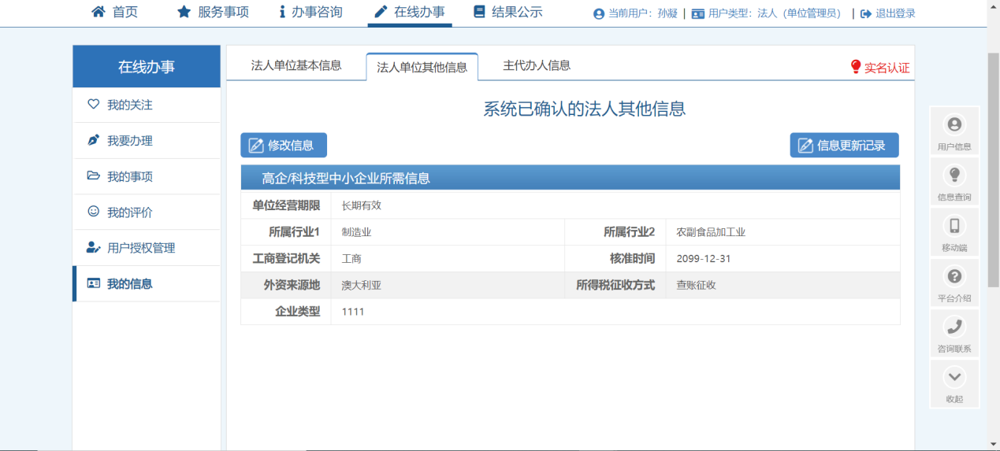 首页 服务事项 办事咨询 在线办事 结果公示 当前用户：孙凝 | 用户类型：法人（单位管理员） | 退出登录
在线办事
我的关注
我要办理
我的事项
我的评价
用户授权管理
我的信息
法人单位基本信息 法人单位其他信息 主代办人信息 实名认证
系统已确认的法人其他信息
修改信息 信息更新记录
高企/科技型中小企业所需信息
单位经营期限 长期有效
所属行业1 制造业 所属行业2 农副食品加工业
工商登记机关 工商 核准时间 2099-12-31
外资来源地 澳大利亚 所得税征收方式 查账征收
企业类型 1111
用户信息
信息查询
移动端
平台介绍
咨询联系
收起